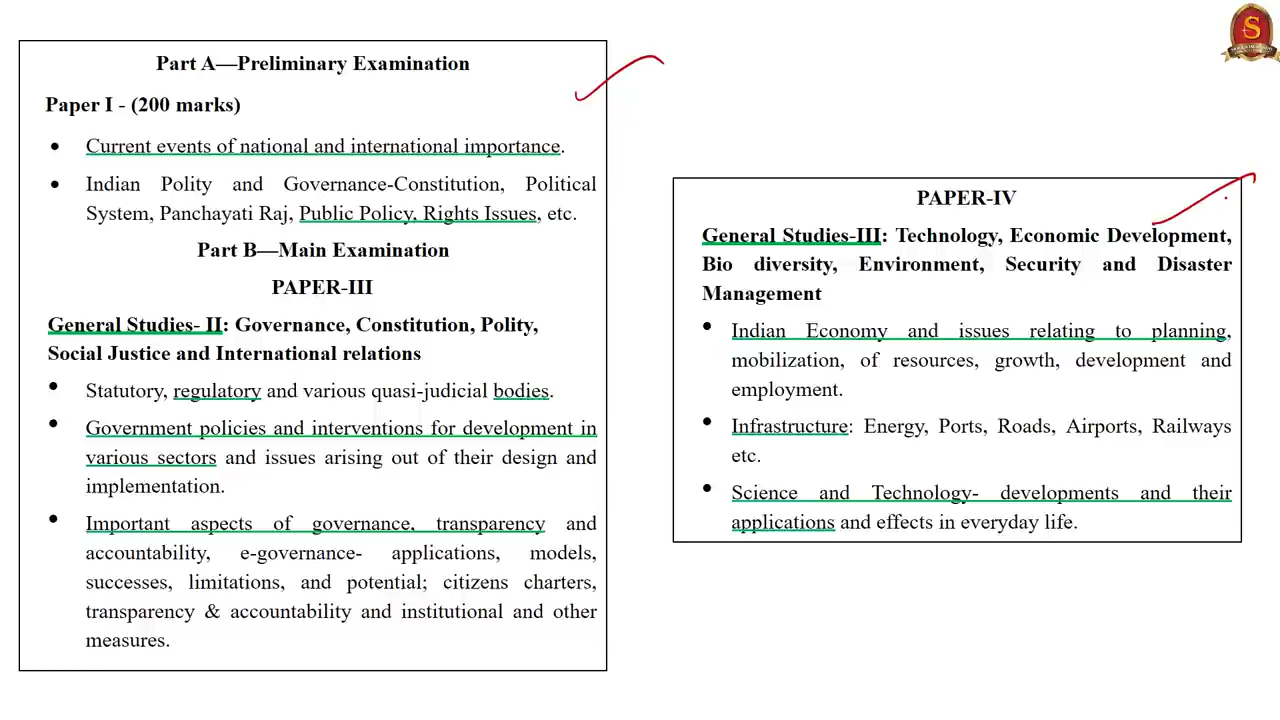 Part A—Preliminary Examination
Paper I - (200 marks)
• Current events of national and international importance.
• Indian Polity and Governance-Constitution, Political
System, Panchayati Raj, Public Policy, Rights Issues, etc.
Part B—Main Examination
PAPER-III
General Studies- II: Governance, Constitution, Polity,
Social Justice and International relations
• Statutory, regulatory and various quasi-judicial bodies.
• Government policies and interventions for development in
various sectors and issues arising out of their design and
implementation.
• Important aspects of governance, transparency and
accountability, e-governance- applications, models,
successes, limitations, and potential; citizens charters,
transparency & accountability and institutional and other
measures.
PAPER-IV
General Studies-III: Technology, Economic Development,
Bio diversity, Environment, Security and Disaster
Management
• Indian Economy and issues relating to planning,
mobilization, of resources, growth, development and
employment.
• Infrastructure: Energy, Ports, Roads, Airports, Railways
etc.
• Science and Technology- developments and their
applications and effects in everyday life.
S